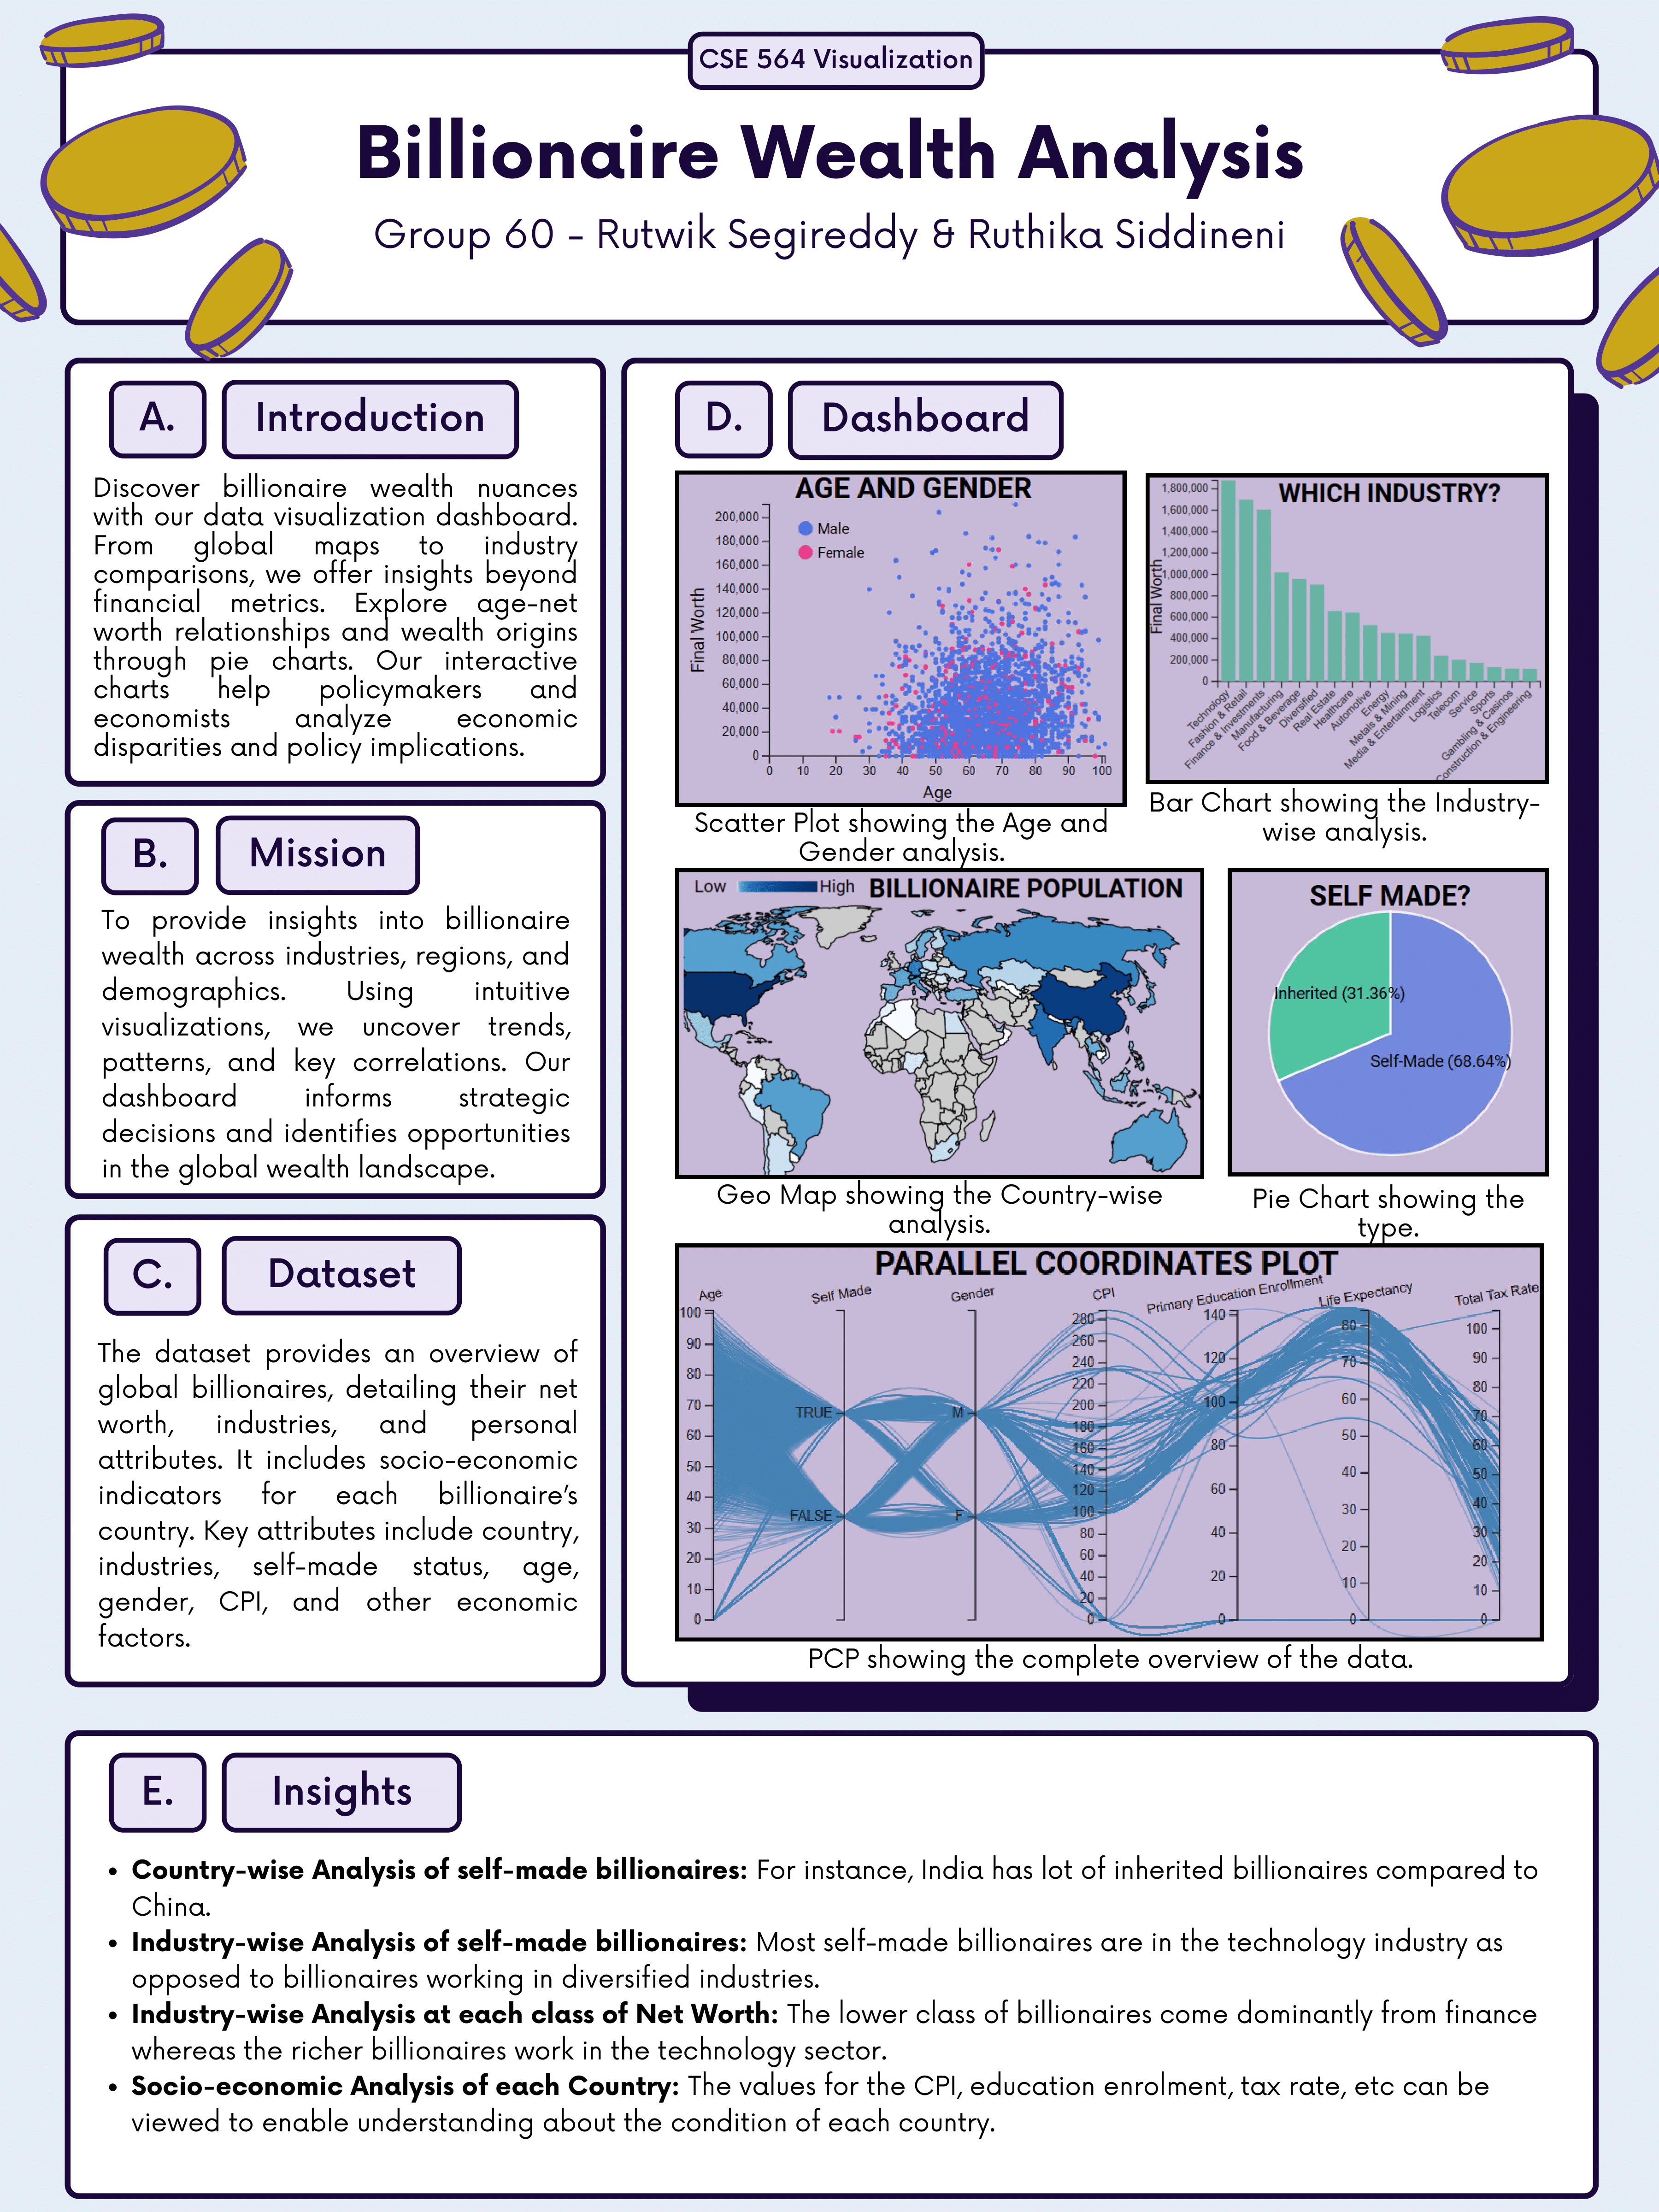 CSE 564 Visualization
Billionaire Wealth Analysis
Group 60 - Rutwik Segireddy & Ruthika Siddineni
A.
Introduction
Discover billionaire wealth nuances
with our data visualization dashboard.
From global maps to industry
comparisons, we offer insights beyond
financial metrics. Explore age-net
worth relationships and wealth origins
through pie charts. Our interactive
charts help policymakers and
economists analyze economic
disparities and policy implications.
B.
Mission
To provide insights into billionaire
wealth across industries, regions, and
demographics. Using intuitive
visualizations, we uncover trends,
patterns, and key correlations. Our
dashboard informs strategic
decisions and identifies opportunities
in the global wealth landscape.
C.
Dataset
The dataset provides an overview of
global billionaires, detailing their net
worth, industries, and personal
attributes. It includes socio-economic
indicators for each billionaire's
country. Key attributes include country,
industries, self-made status, age,
gender, CPI, and other economic
factors.
D.
Dashboard
AGE AND GENDER
Male
Female
Final Worth
200,000
180,000
160,000
140,000
120,000
100,000
80,000
60,000
40,000
20,000
0
0 10 20 30 40 50 60 70 80 90 100
Age
Scatter Plot showing the Age and
Gender analysis.
WHICH INDUSTRY?
Final Worth
1,800,000
1,600,000
1,400,000
1,200,000
1,000,000
800,000
600,000
400,000
200,000
0
Technology
Fashion & Retail
Finance & Investments
Manufacturing
Food & Beverage
Diversified
Real Estate
Healthcare
Automotive
Energy
Metals & Mining
Media & Entertainment
Logistics
Telecom
Service
Sports
Gambling & Casinos
Construction & Engineering
Bar Chart showing the Industry-
wise analysis.
Low High BILLIONAIRE POPULATION
Geo Map showing the Country-wise
analysis.
SELF MADE?
Inherited (31.36%)
Self-Made (68.64%)
Pie Chart showing the
type.
PARALLEL COORDINATES PLOT
Age
100
90
80
70
60
50
40
30
20
10
0
Self Made
TRUE
FALSE
Gender
M
F
CPI
280
260
240
220
200
180
160
140
120
100
80
60
40
20
0
Primary Education Enrollment
140
120
100
80
60
40
20
0
Life Expectancy
80
70
60
50
40
30
20
10
0
Total Tax Rate
100
90
80
70
60
50
40
30
20
10
0
PCP showing the complete overview of the data.
E.
Insights
• Country-wise Analysis of self-made billionaires: For instance, India has lot of inherited billionaires compared to
China.
• Industry-wise Analysis of self-made billionaires: Most self-made billionaires are in the technology industry as
opposed to billionaires working in diversified industries.
• Industry-wise Analysis at each class of Net Worth: The lower class of billionaires come dominantly from finance
whereas the richer billionaires work in the technology sector.
• Socio-economic Analysis of each Country: The values for the CPI, education enrolment, tax rate, etc can be
viewed to enable understanding about the condition of each country.